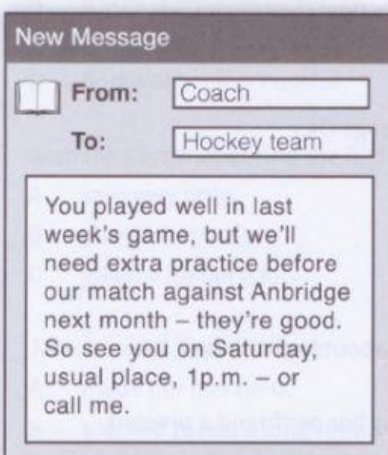 New Message
From: Coach
To: Hockey team
You played well in last
week's game, but we'll
need extra practice before
our match against Anbridge
next month – they're good.
So see you on Saturday,
usual place, 1p.m. – or
call me.